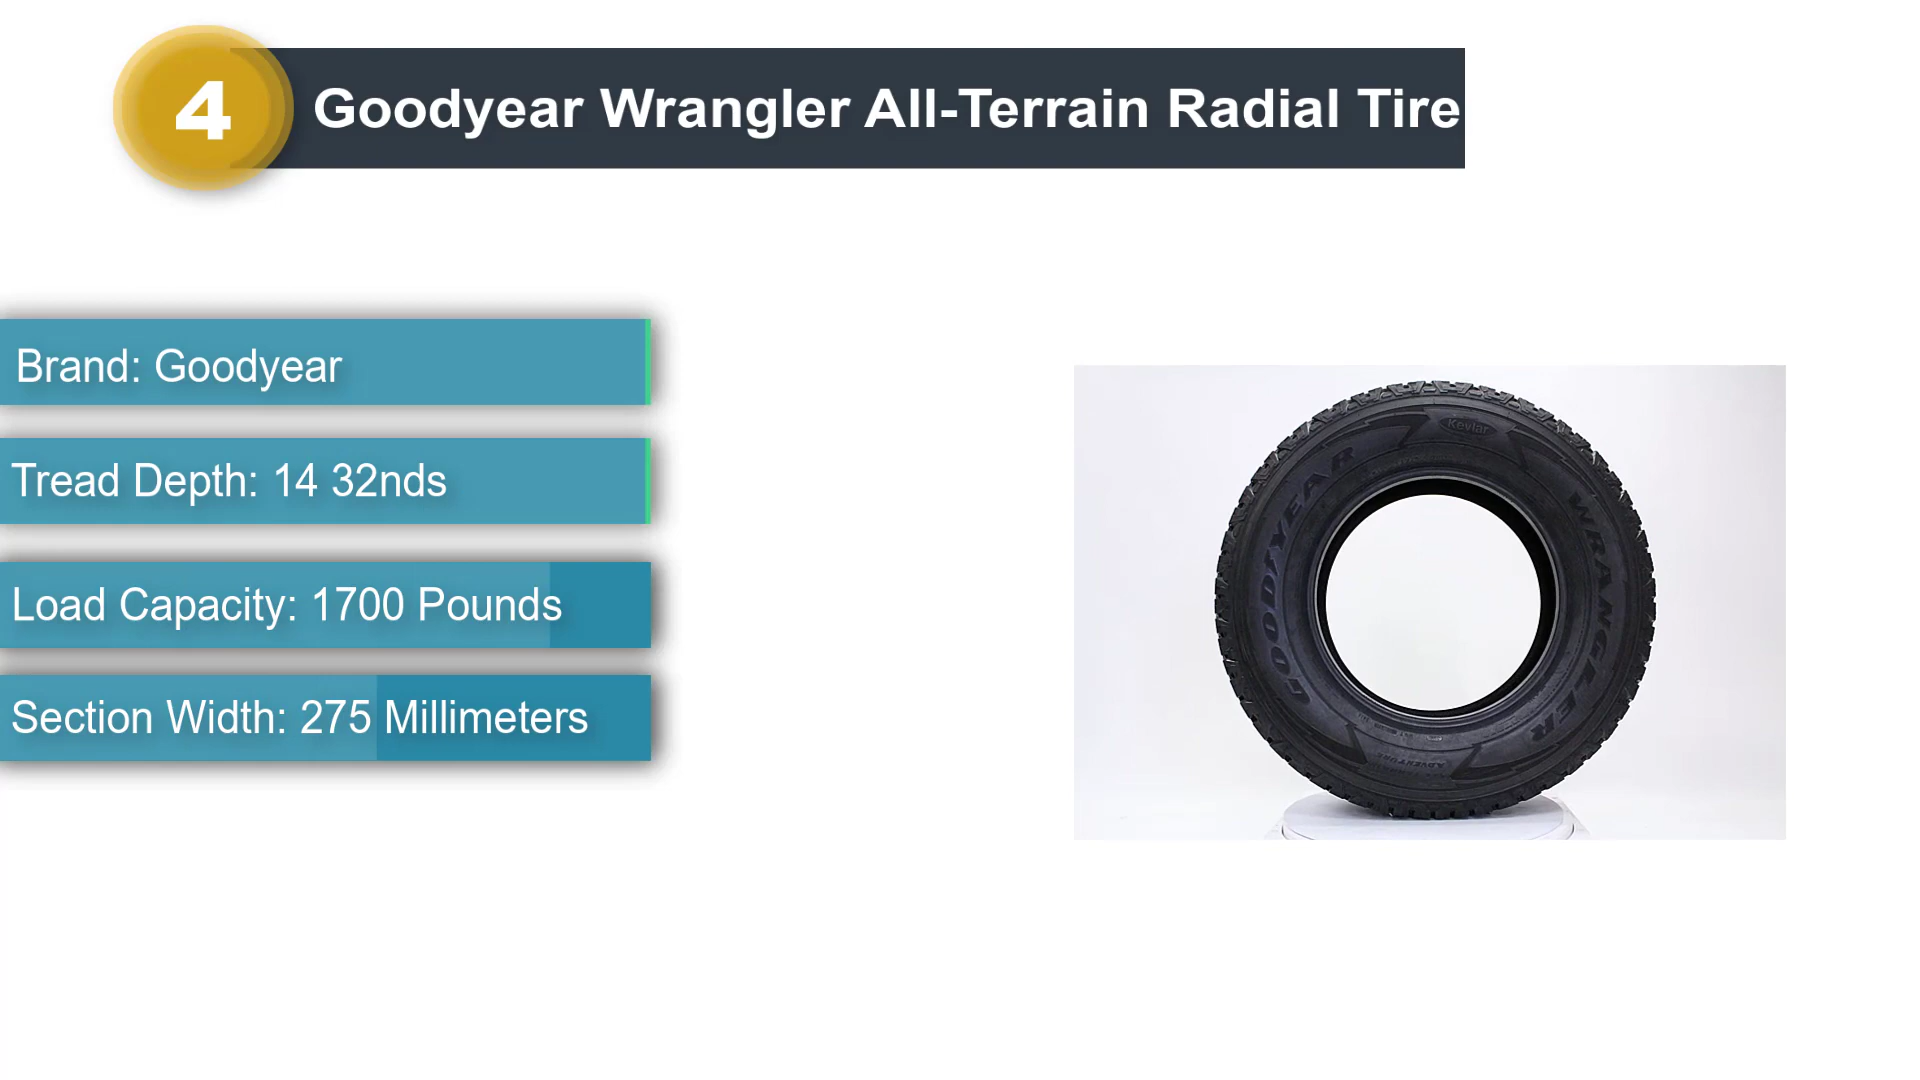 4
Goodyear Wrangler All-Terrain Radial Tire
Brand: Goodyear
Tread Depth: 14 32nds
Load Capacity: 1700 Pounds
Section Width: 275 Millimeters
Kevlar
GOODYEAR
WRANGLER
ADVENTURE